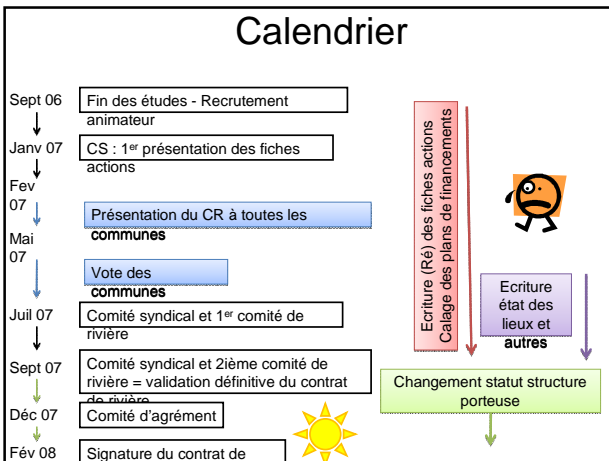 Calendrier
Sept 06
Fin des études - Recrutement
animateur
Janv 07
CS : 1er présentation des fiches
actions
Fev
07
Présentation du CR à toutes les
communes
Mai
07
Vote des
communes
Juil 07
Comité syndical et 1er comité de
rivière
Sept 07
Comité syndical et 2ième comité de
rivière = validation définitive du contrat
de rivière
Déc 07
Comité d'agrément
Fév 08
Signature du contrat de
Ecriture (Ré) des fiches actions
Calage des plans de financements
Ecriture
état des
lieux et
autres
Changement statut structure
porteuse